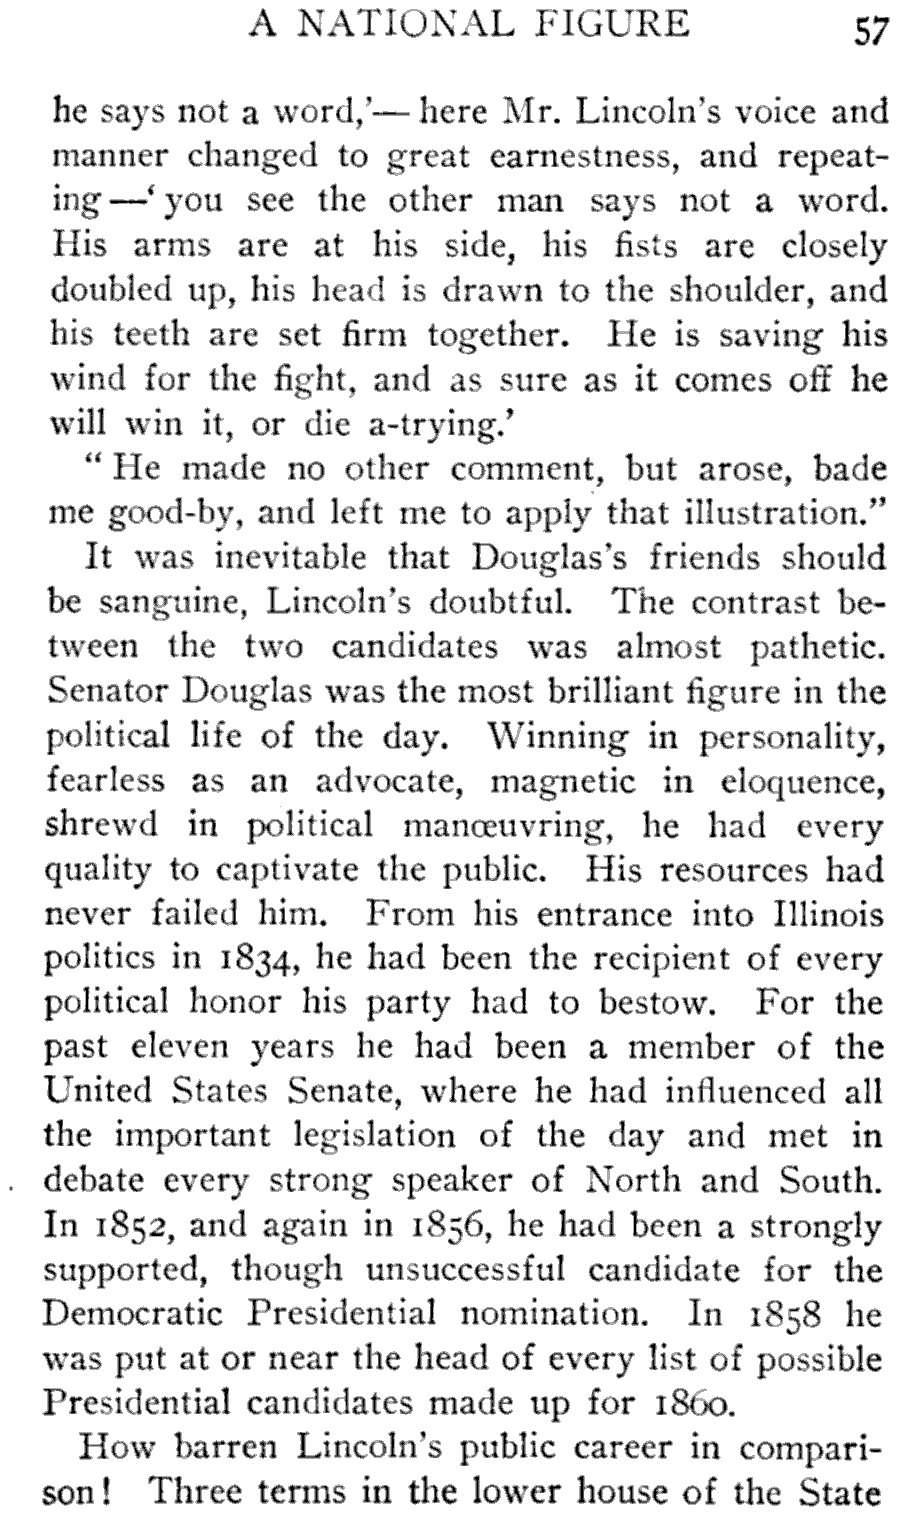 A NATIONAL FIGURE 57
he says not a word,'— here Mr. Lincoln's voice and
manner changed to great earnestness, and repeat-
ing —' you see the other man says not a word.
His arms are at his side, his fists are closely
doubled up, his head is drawn to the shoulder, and
his teeth are set firm together. He is saving his
wind for the fight, and as sure as it comes off he
will win it, or die a-trying.'
" He made no other comment, but arose, bade
me good-by, and left me to apply that illustration."
It was inevitable that Douglas's friends should
be sanguine, Lincoln's doubtful. The contrast be-
tween the two candidates was almost pathetic.
Senator Douglas was the most brilliant figure in the
political life of the day. Winning in personality,
fearless as an advocate, magnetic in eloquence,
shrewd in political manœuvring, he had every
quality to captivate the public. His resources had
never failed him. From his entrance into Illinois
politics in 1834, he had been the recipient of every
political honor his party had to bestow. For the
past eleven years he had been a member of the
United States Senate, where he had influenced all
the important legislation of the day and met in
debate every strong speaker of North and South.
In 1852, and again in 1856, he had been a strongly
supported, though unsuccessful candidate for the
Democratic Presidential nomination. In 1858 he
was put at or near the head of every list of possible
Presidential candidates made up for 1860.
How barren Lincoln's public career in compari-
son! Three terms in the lower house of the State